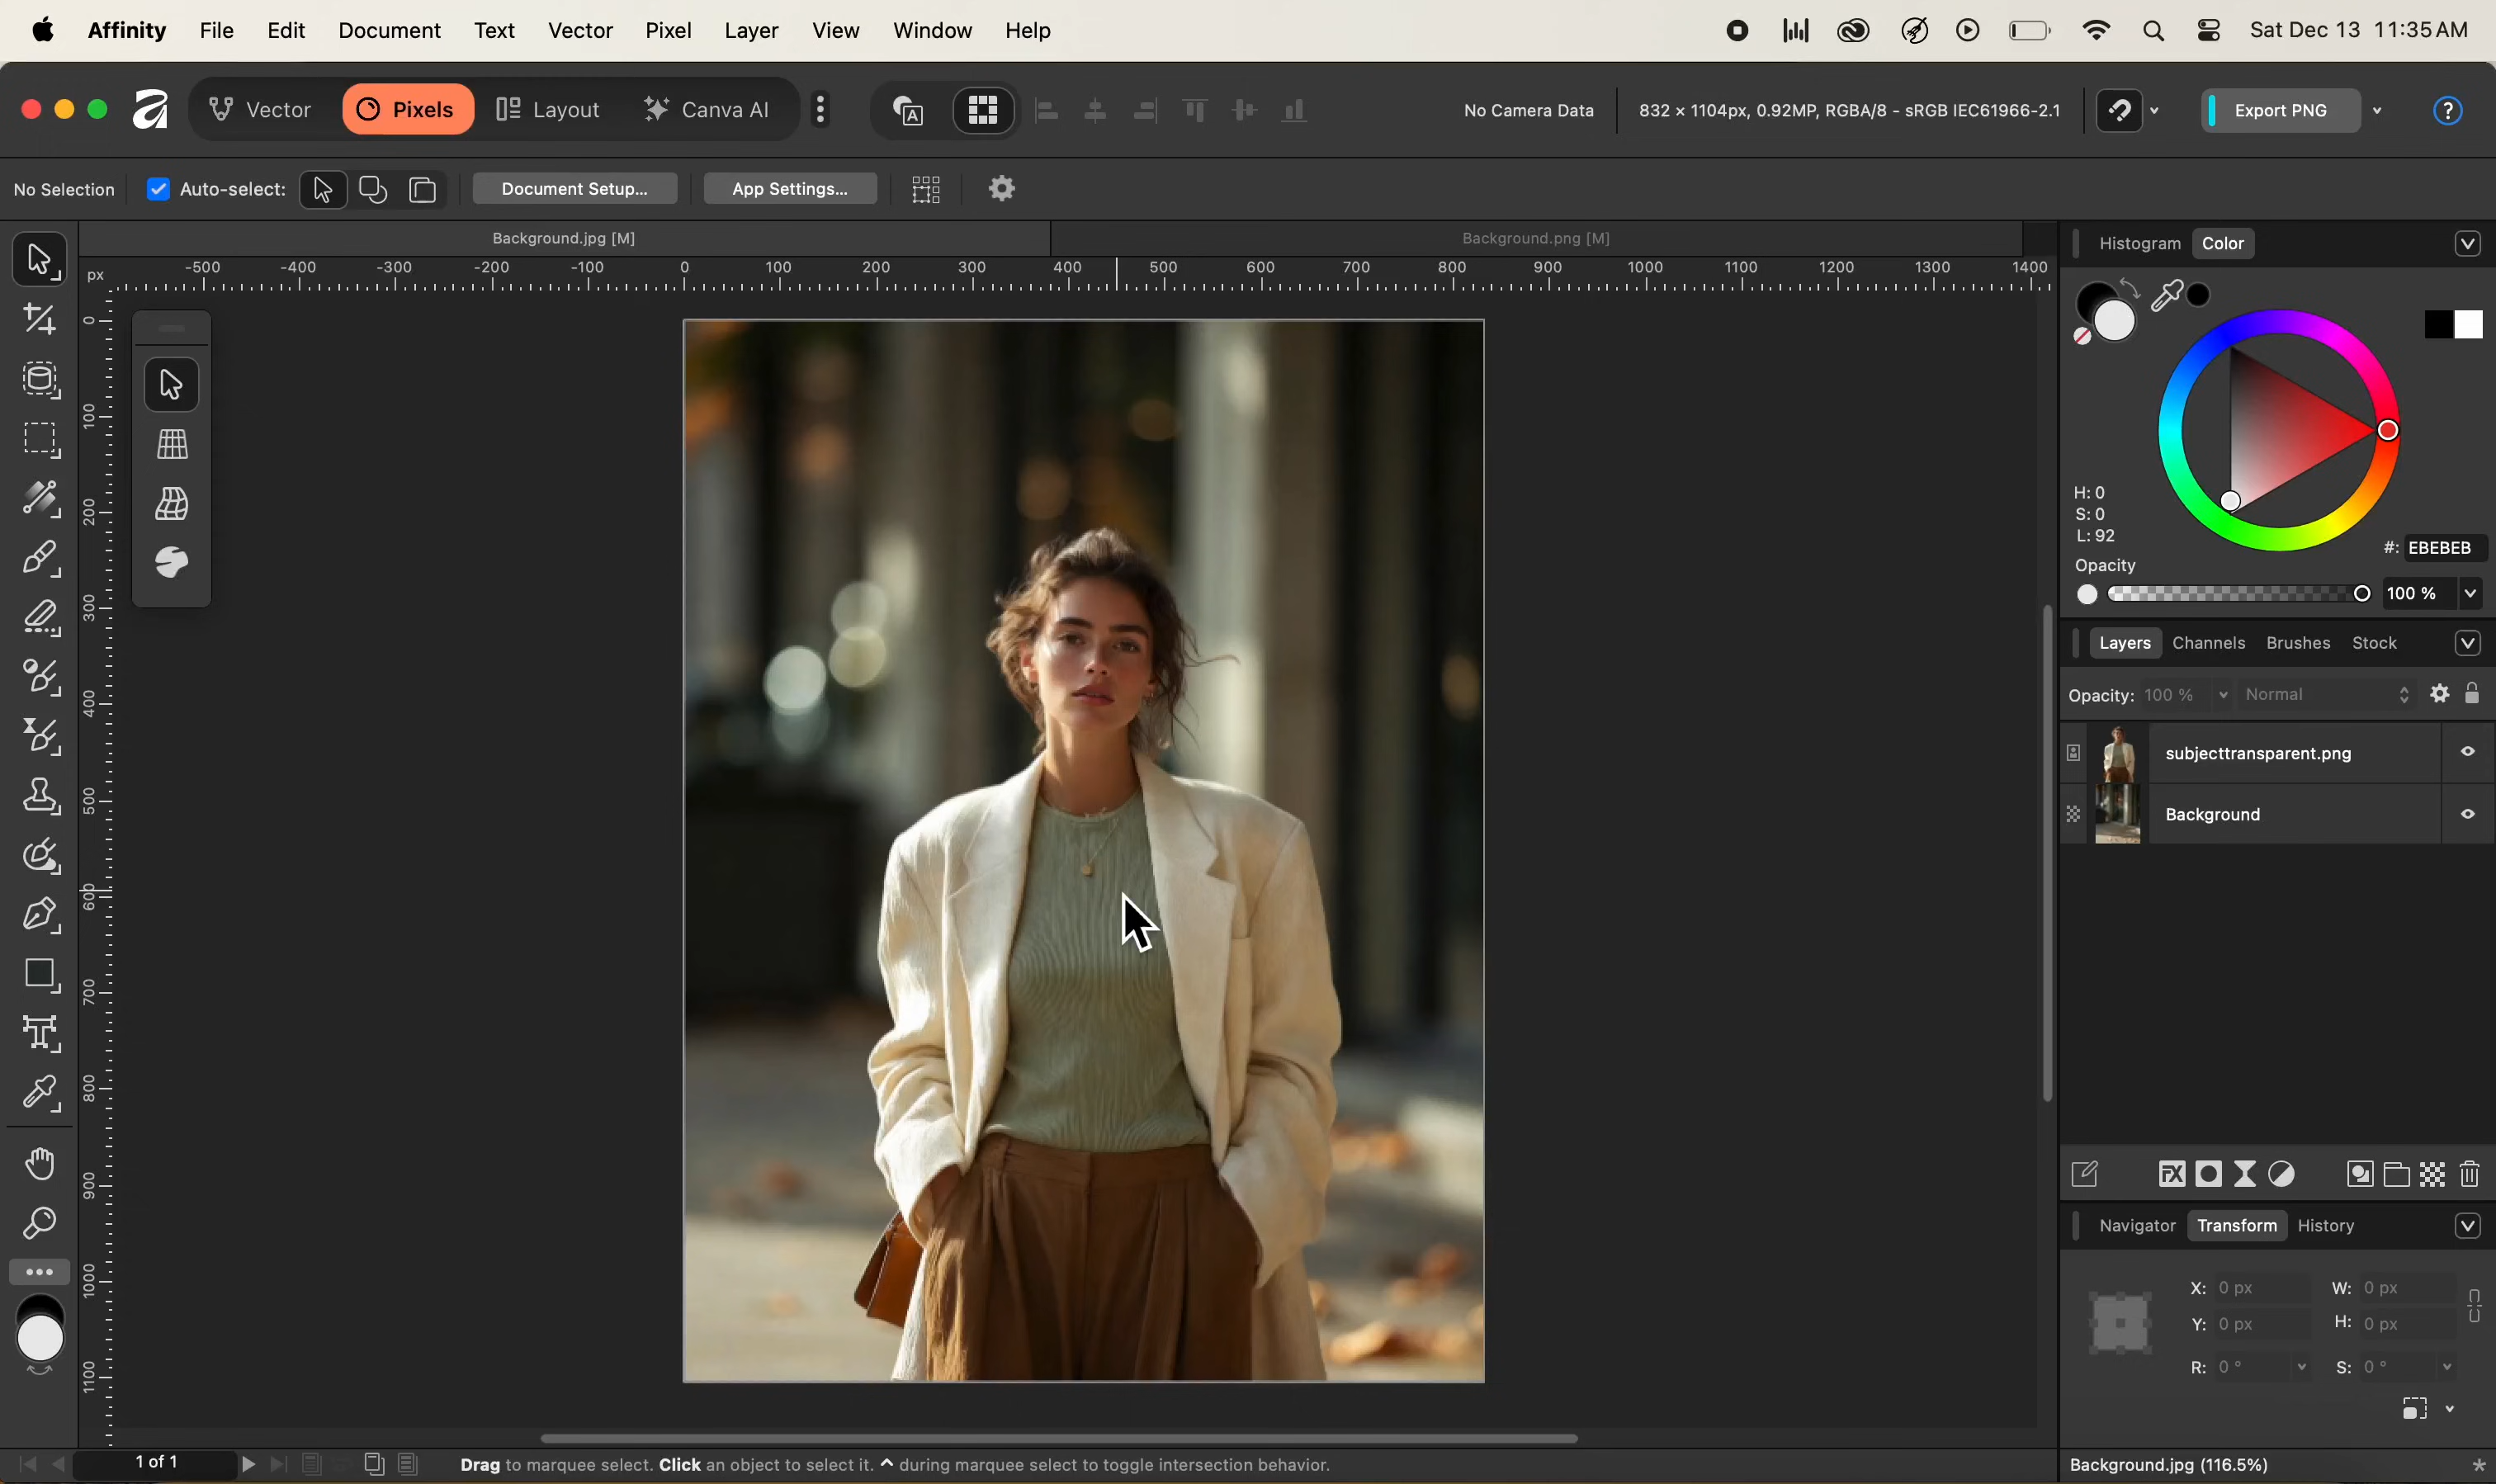 Affinity File Edit Document Text Vector Pixel Layer View Window Help Sat Dec 13 11:35 AM
Vector Pixels Layout Canva AI No Camera Data 832 × 1104px, 0.92MP, RGBA/8 - sRGB IEC61966-2.1 Export PNG ?
No Selection Auto-select: Document Setup... App Settings...
Background.jpg [M] Background.png [M]
Histogram Color
px -500 -400 -300 -200 -100 0 100 200 300 400 500 600 700 800 900 1000 1100 1200 1300 1400
0
100
200
300
400
500
600
700
800
900
1000
1100
H: 0
S: 0
L: 92
#: EBEBEB
Opacity
100 %
Layers Channels Brushes Stock
Opacity: 100 % Normal
subjecttransparent.png
Background
FX
Navigator Transform History
X: 0 px W: 0 px
Y: 0 px H: 0 px
R: 0 ° S: 0 °
1 of 1 Drag to marquee select. Click an object to select it. ^ during marquee select to toggle intersection behavior. Background.jpg (116.5%) *